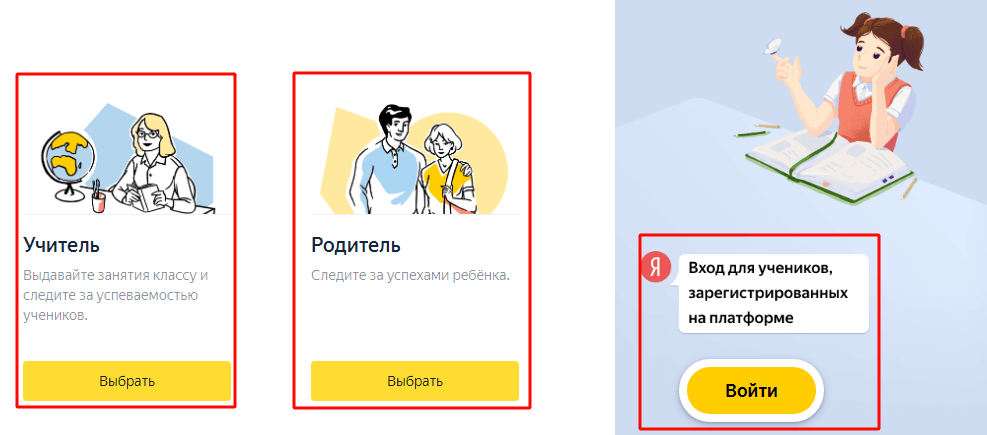 Учитель
Выдавайте занятия классу и
следите за успеваемостью
учеников.
Выбрать
Родитель
Следите за успехами ребёнка.
Выбрать
Я
Вход для учеников,
зарегистрированных
на платформе
Войти